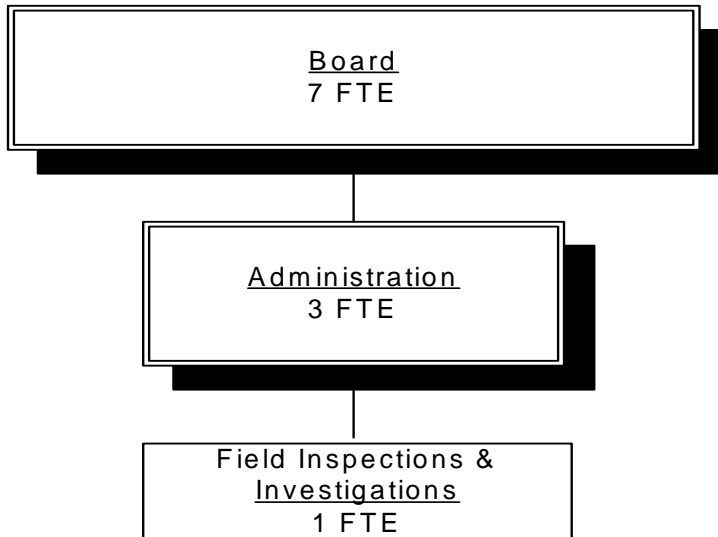 Board
7 FTE
Administration
3 FTE
Field Inspections &
Investigations
1 FTE